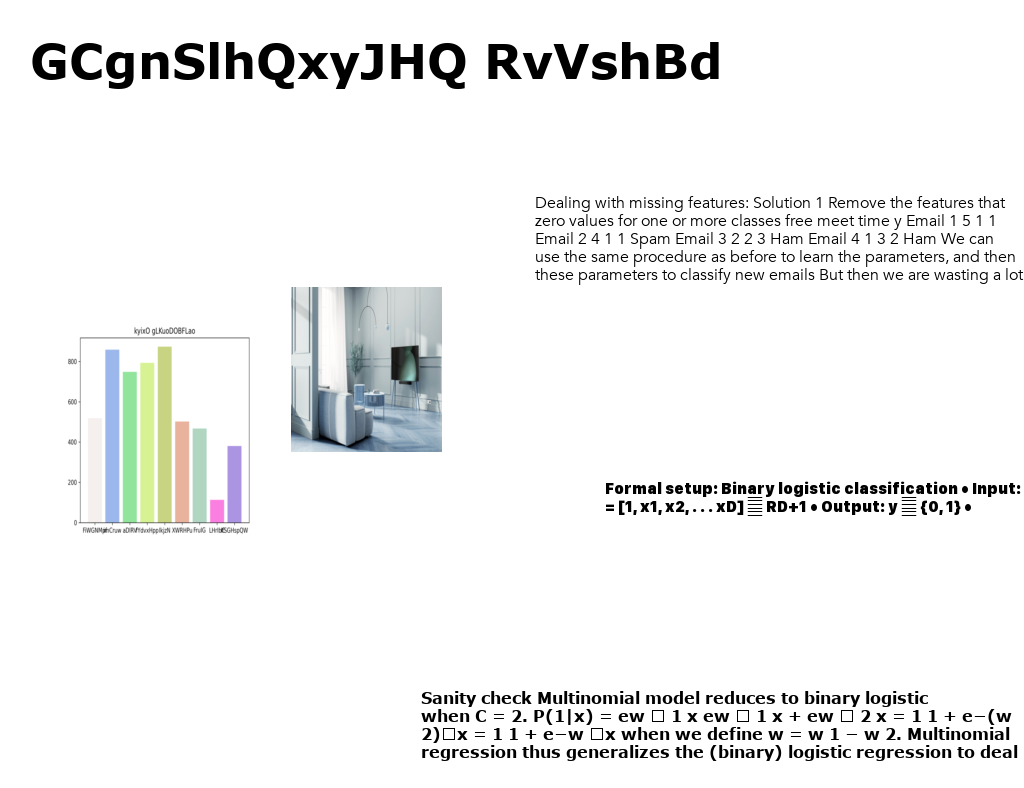 GCgnSlhQxyJHQ RvVshBd
Dealing with missing features: Solution 1 Remove the features that
zero values for one or more classes free meet time y Email 1 5 1 1
Email 2 4 1 1 Spam Email 3 2 2 3 Ham Email 4 1 3 2 Ham We can
use the same procedure as before to learn the parameters, and then
these parameters to classify new emails But then we are wasting a lot
kyixO gLKuoDOBFLao
800
600
400
200
0
XWRHPu FruIG
Formal setup: Binary logistic classification • Input:
= [1, x1, x2, . . . xD] RD+1 • Output: y {0, 1} •
Sanity check Multinomial model reduces to binary logistic
when C = 2. P(1|x) = ew □ 1 x ew □ 1 x + ew □ 2 x = 1 1 + e−(w
2)□x = 1 1 + e−w □x when we define w = w 1 − w 2. Multinomial
regression thus generalizes the (binary) logistic regression to deal